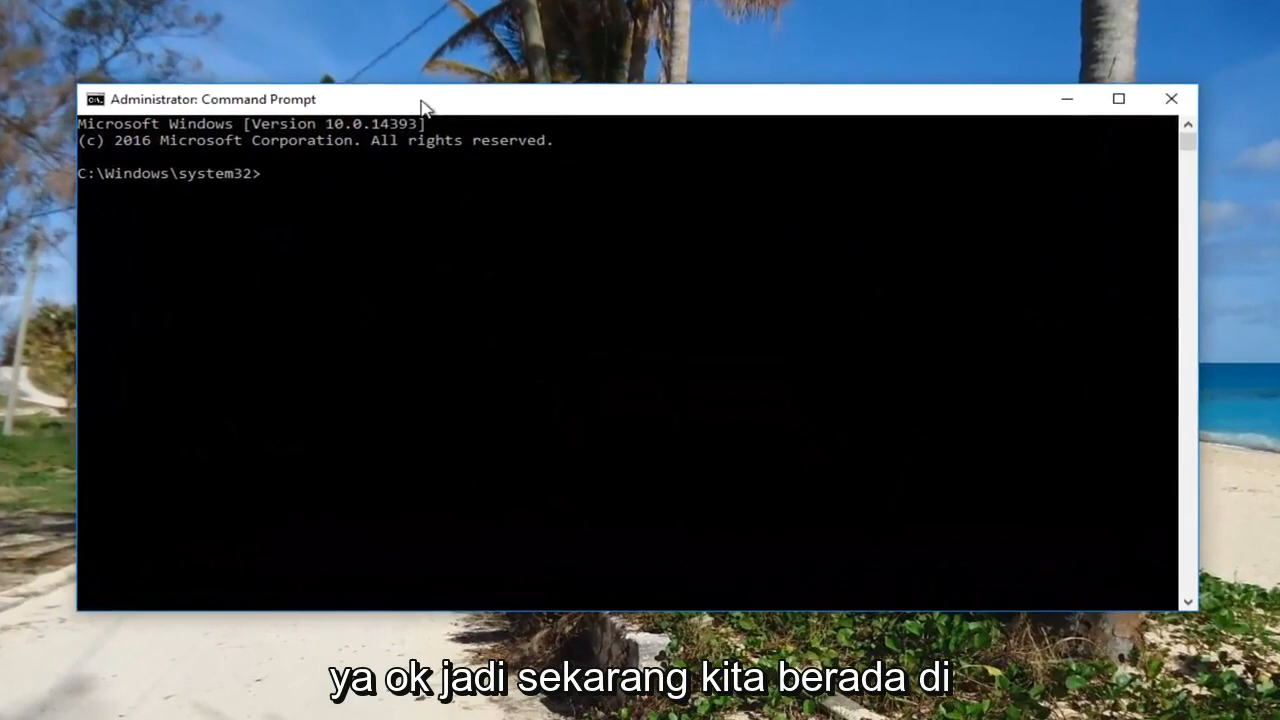 Administrator: Command Prompt
Microsoft Windows [Version 10.0.14393]
(c) 2016 Microsoft Corporation. All rights reserved.
C:\Windows\system32>
ya ok jadi sekarang kita berada di